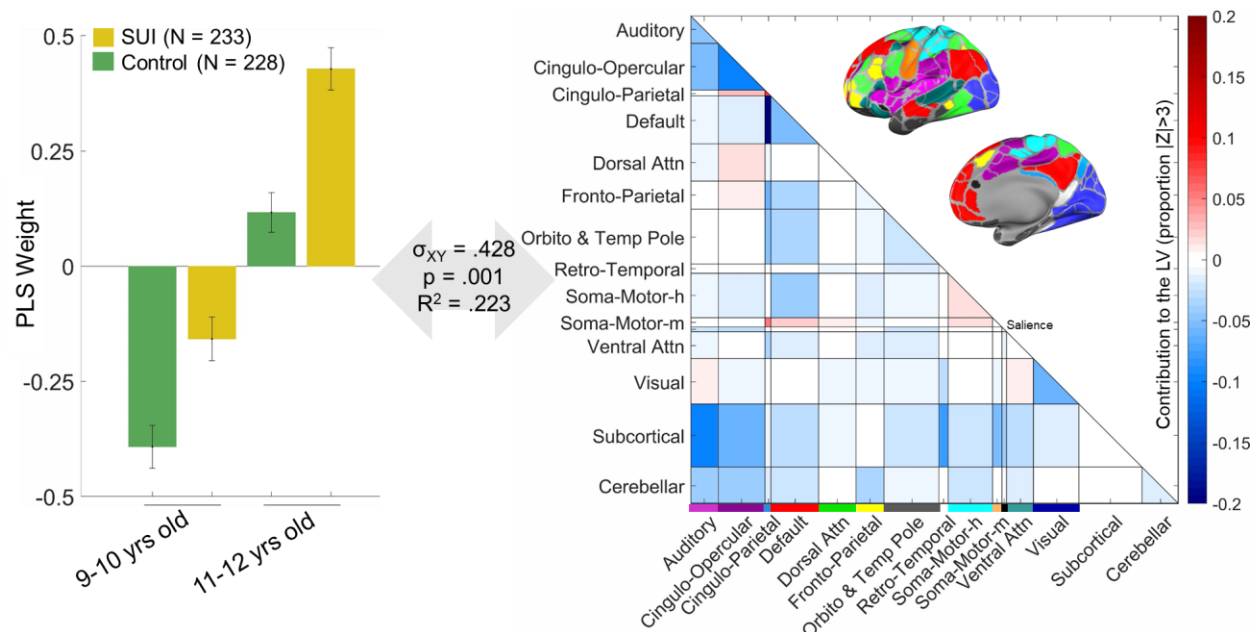 0.5
0.25
0
-0.25
-0.5
PLS Weight
SUI (N = 233)
Control (N = 228)
9-10 yrs old
11-12 yrs old
σXY = .428
p = .001
R² = .223
Auditory
Cingulo-Opercular
Cingulo-Parietal
Default
Dorsal Attn
Fronto-Parietal
Orbito & Temp Pole
Retro-Temporal
Soma-Motor-h
Soma-Motor-m
Salience
Ventral Attn
Visual
Subcortical
Cerebellar
Auditory
Cingulo-Opercular
Cingulo-Parietal
Default
Dorsal Attn
Fronto-Parietal
Orbito & Temp Pole
Retro-Temporal
Soma-Motor-h
Soma-Motor-m
Ventral Attn
Visual
Subcortical
Cerebellar
Contribution to the LV (proportion |Z|>3)
0.2
0.15
0.1
0.05
0
-0.05
-0.1
-0.15
-0.2